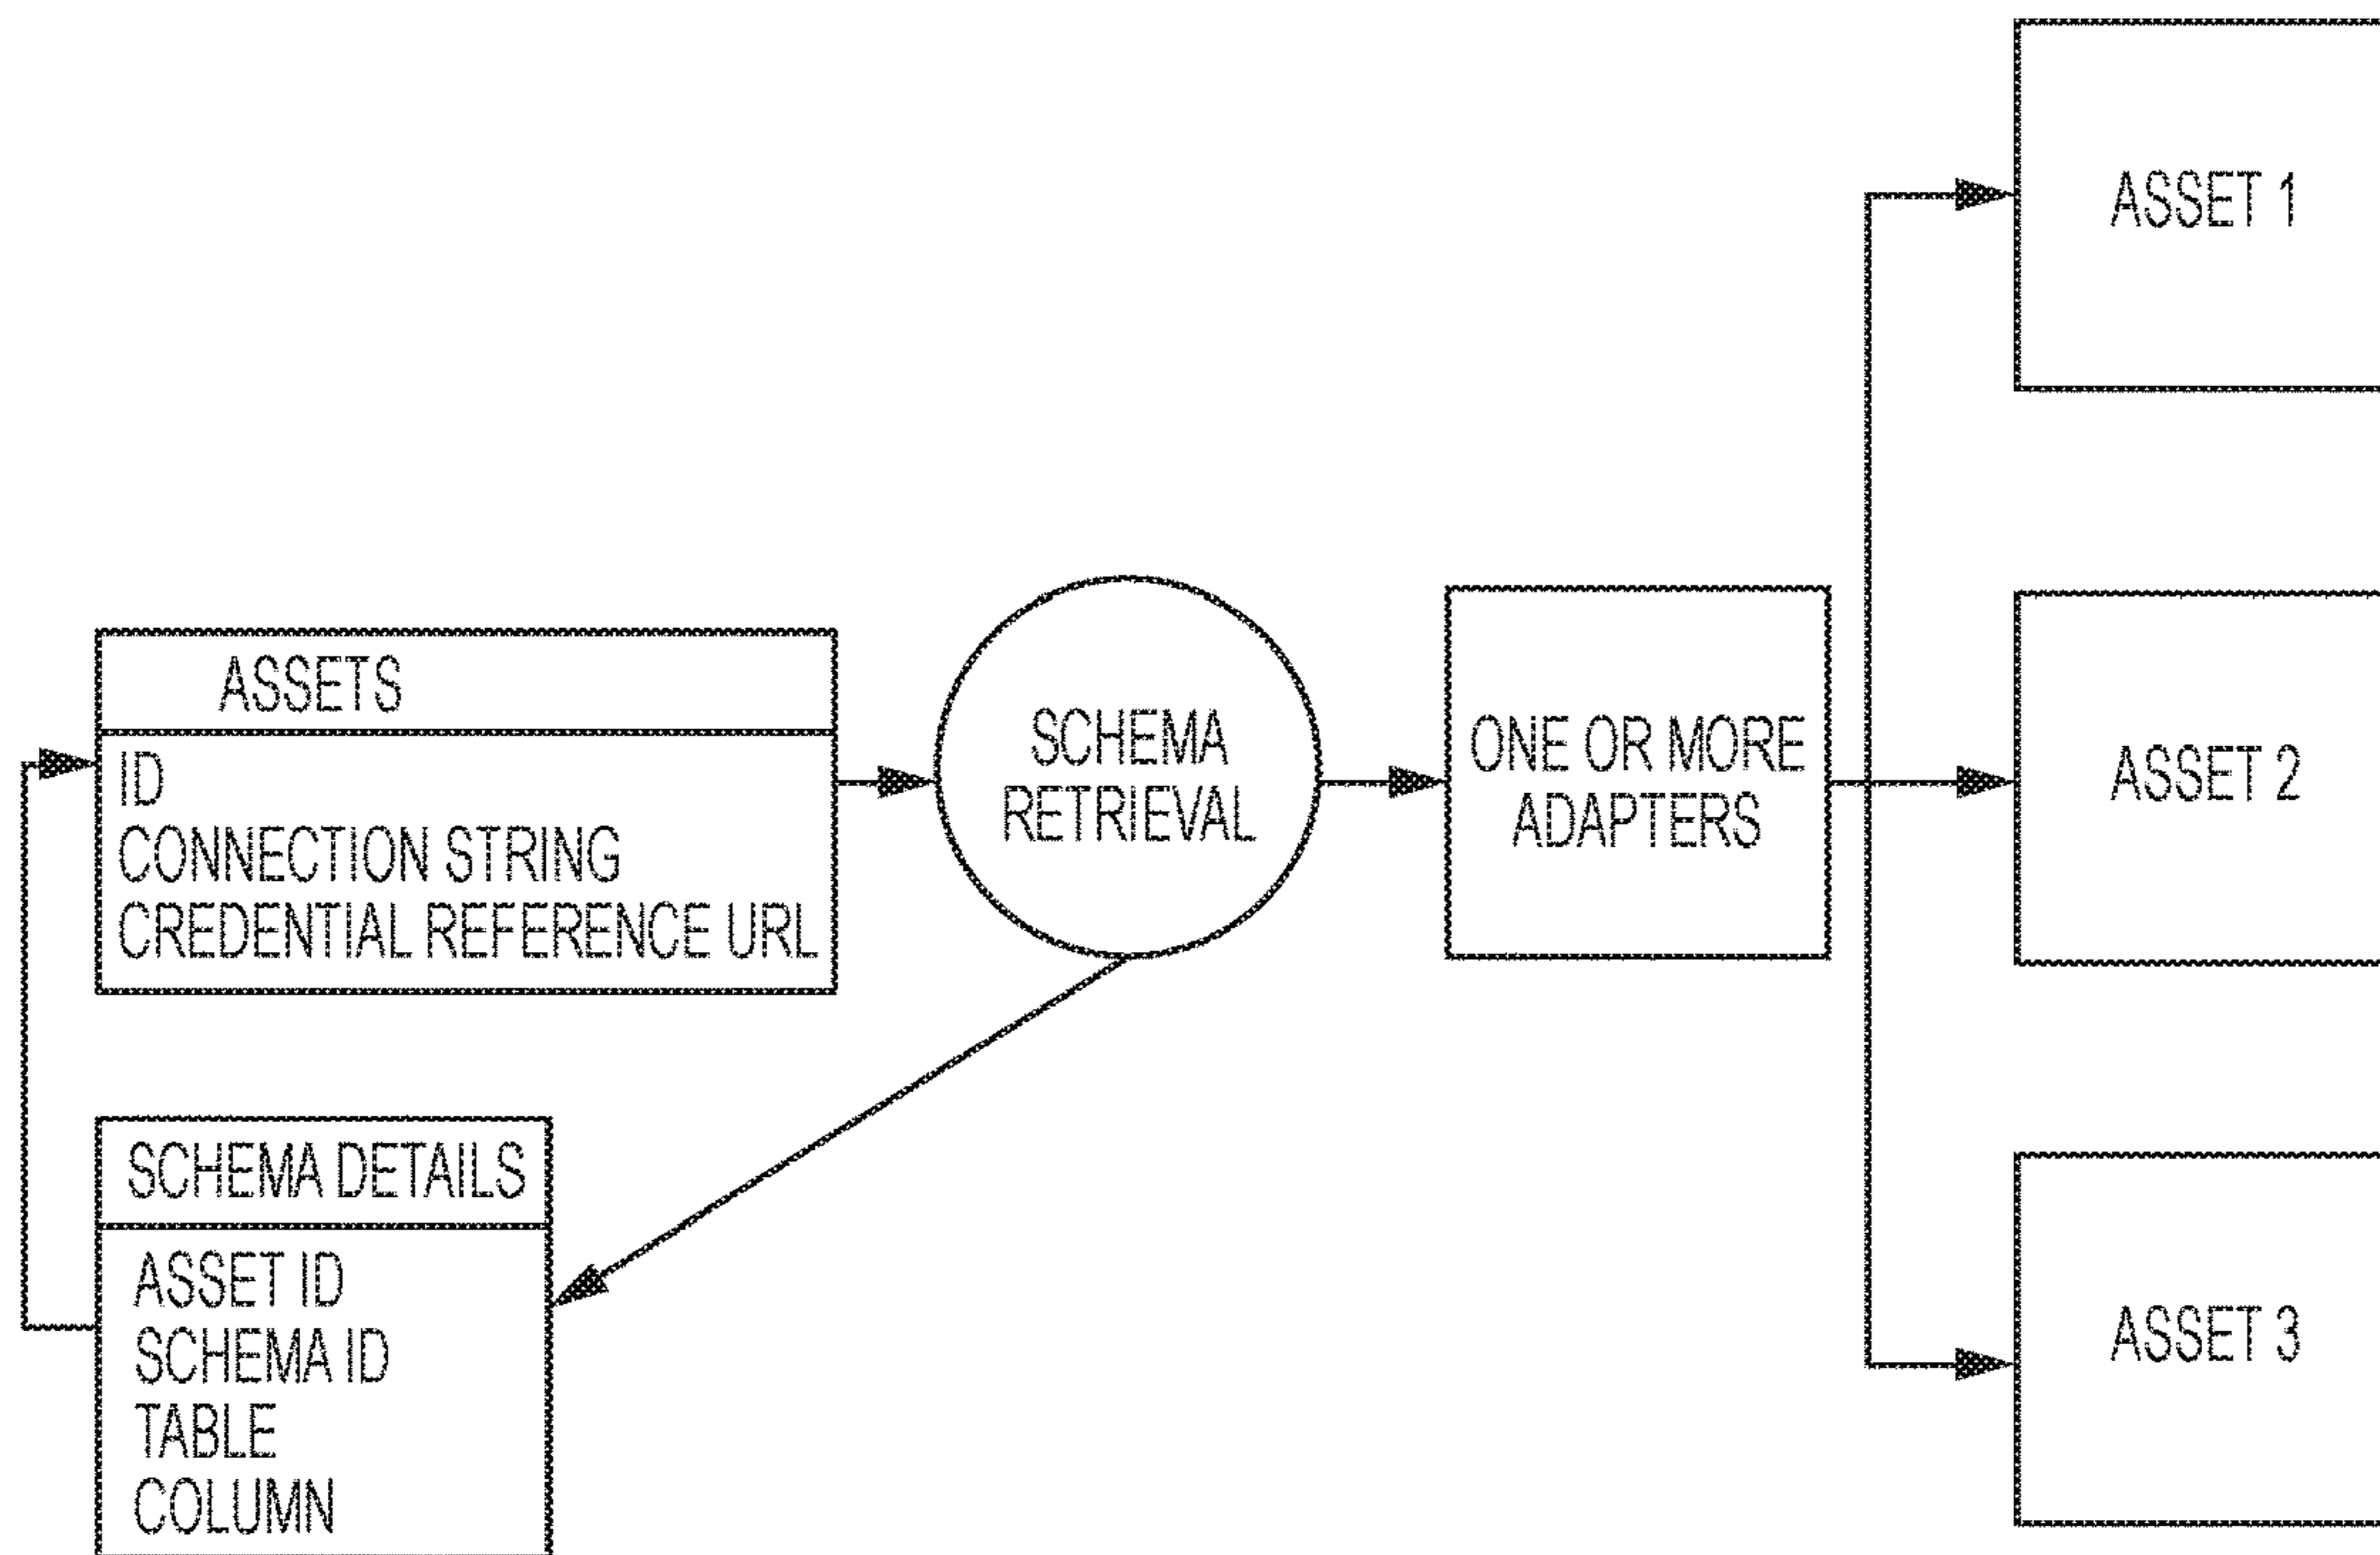 ASSETS
ID
CONNECTION STRING
CREDENTIAL REFERENCE URL
SCHEMA DETAILS
ASSET ID
SCHEMA ID
TABLE
COLUMN
SCHEMA
RETRIEVAL
ONE OR MORE
ADAPTERS
ASSET 1
ASSET 2
ASSET 3